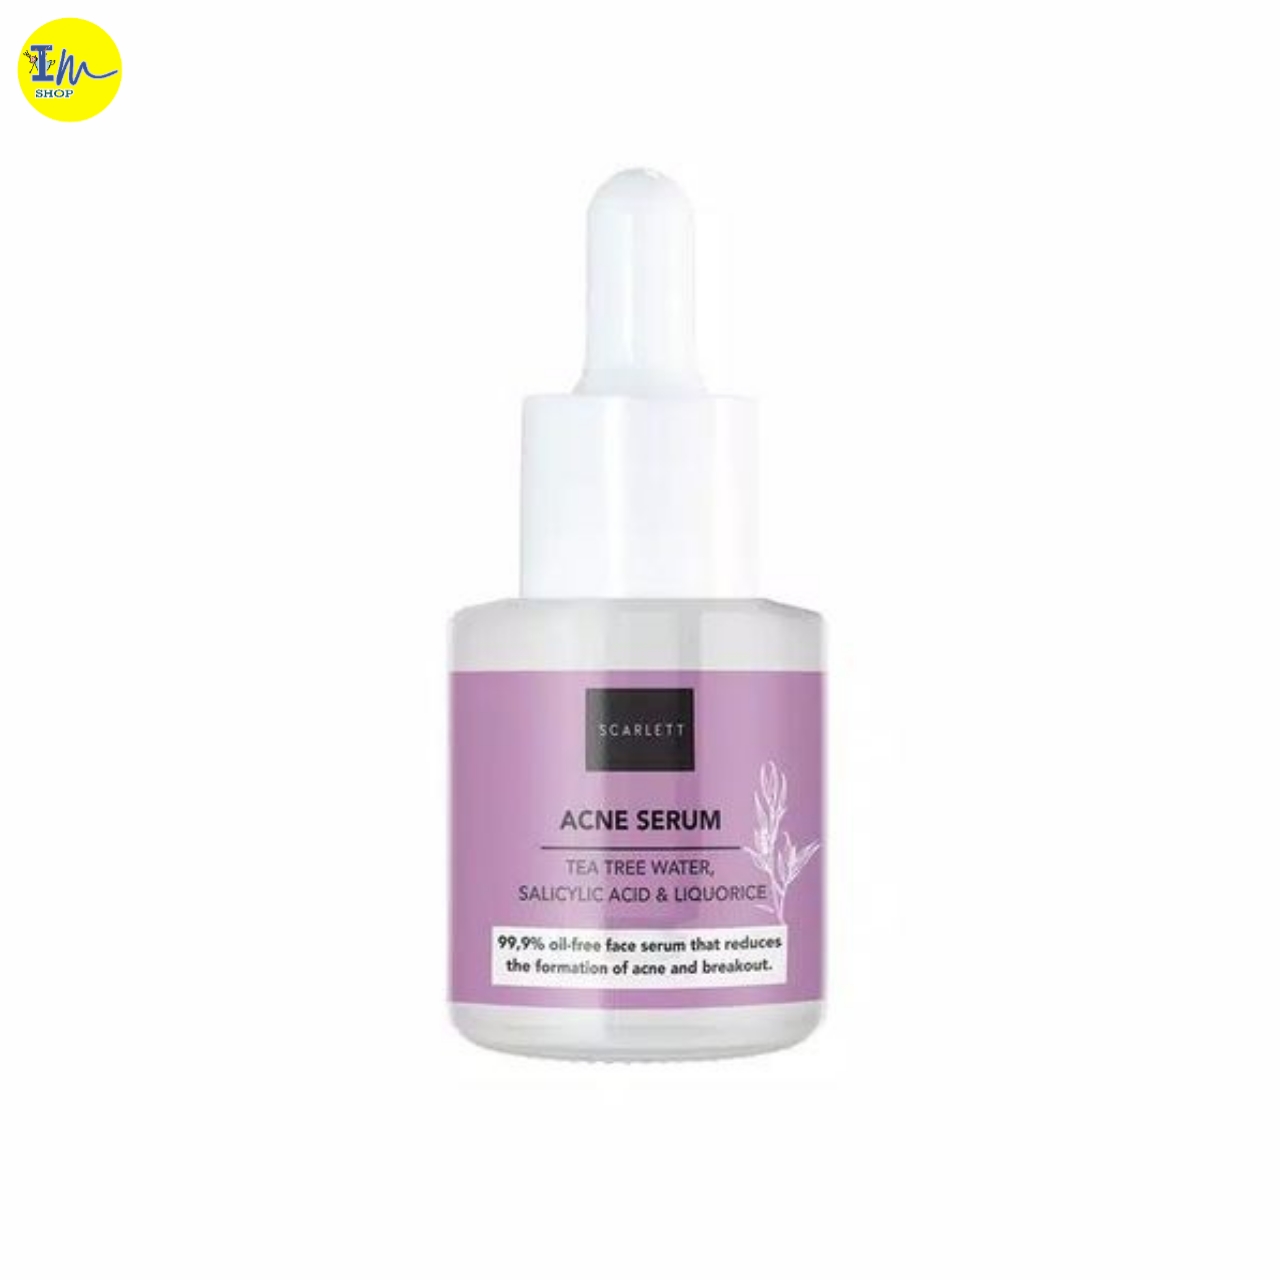 Im
SHOP
SCARLETT
ACNE SERUM
TEA TREE WATER,
SALICYLIC ACID & LIQUORICE
99,9% oil-free face serum that reduces
the formation of acne and breakout.